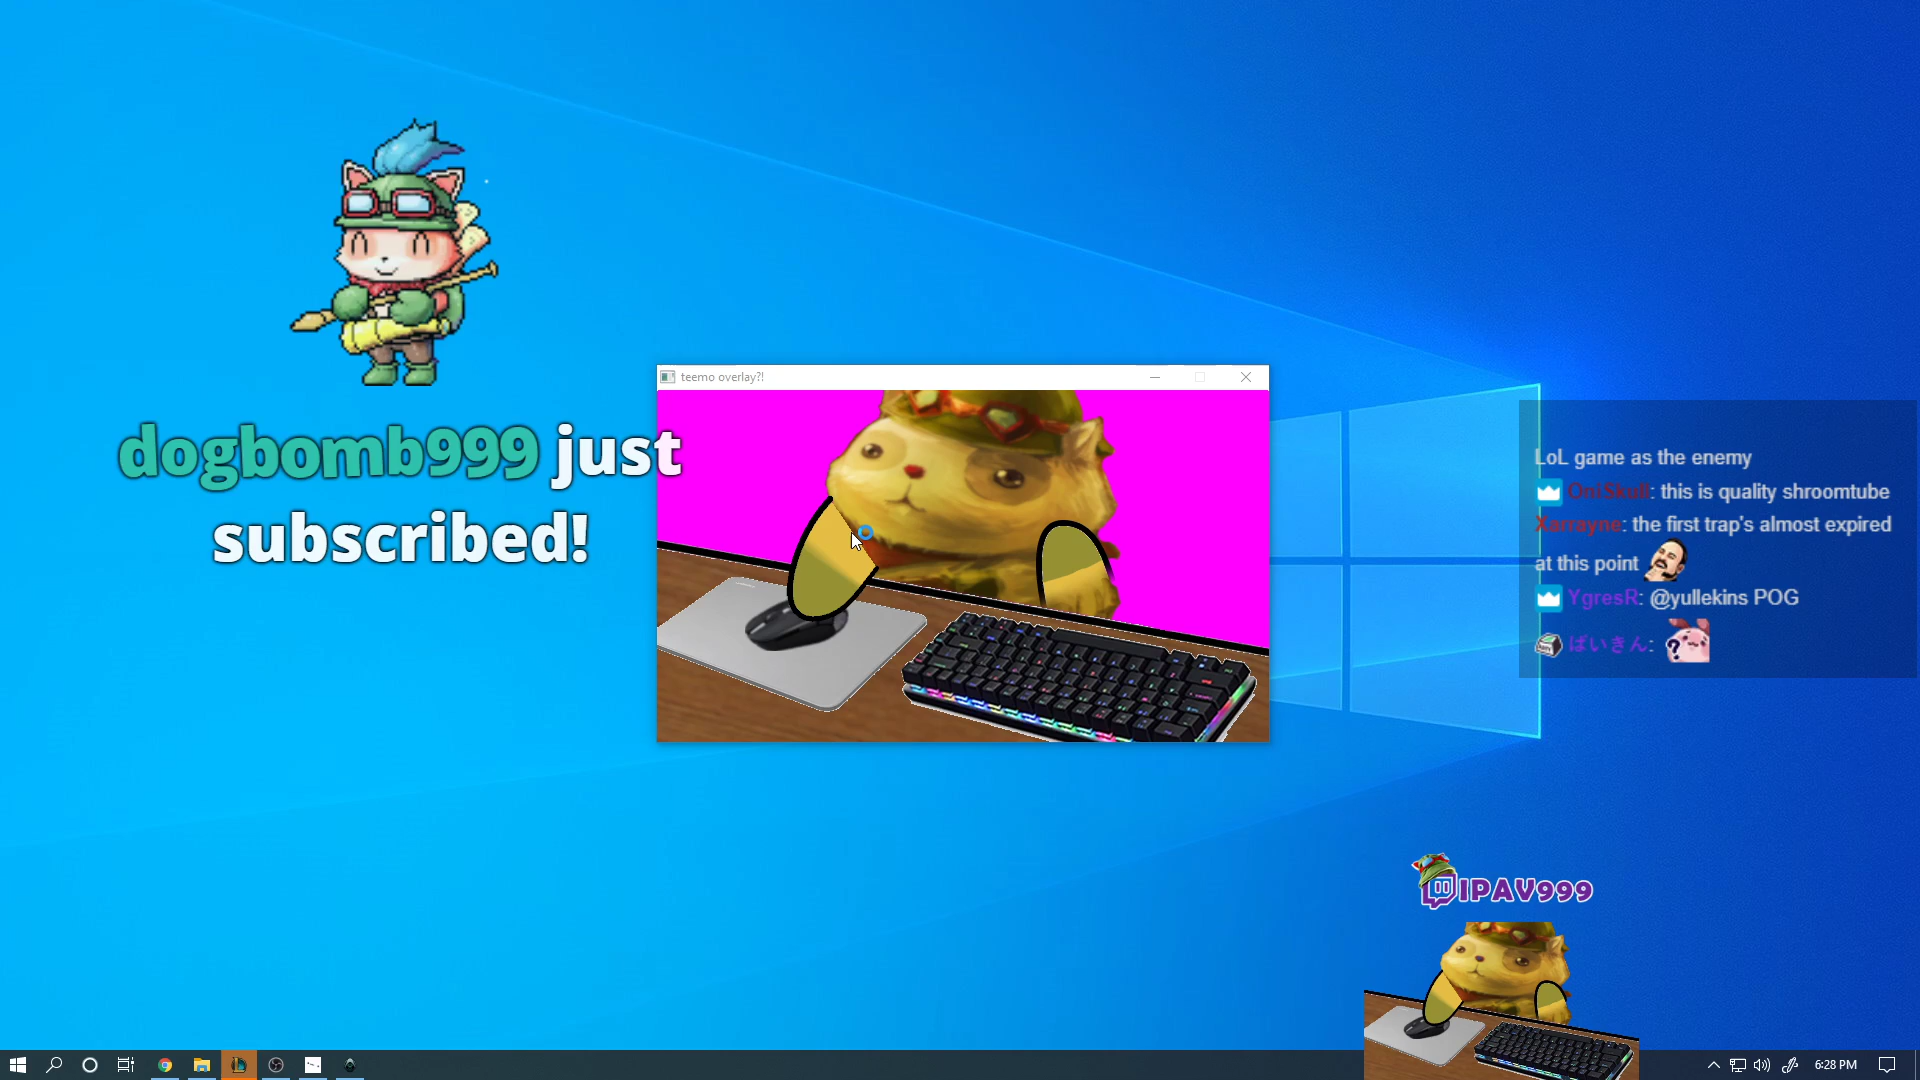 teemo overlay?!
dogbomb999 just
subscribed!
LoL game as the enemy
OniSkull: this is quality shroomtube
Xarrayne: the first trap's almost expired
at this point
YgresR: @yullekins POG
ばいきん:
IPAV999
6:28 PM